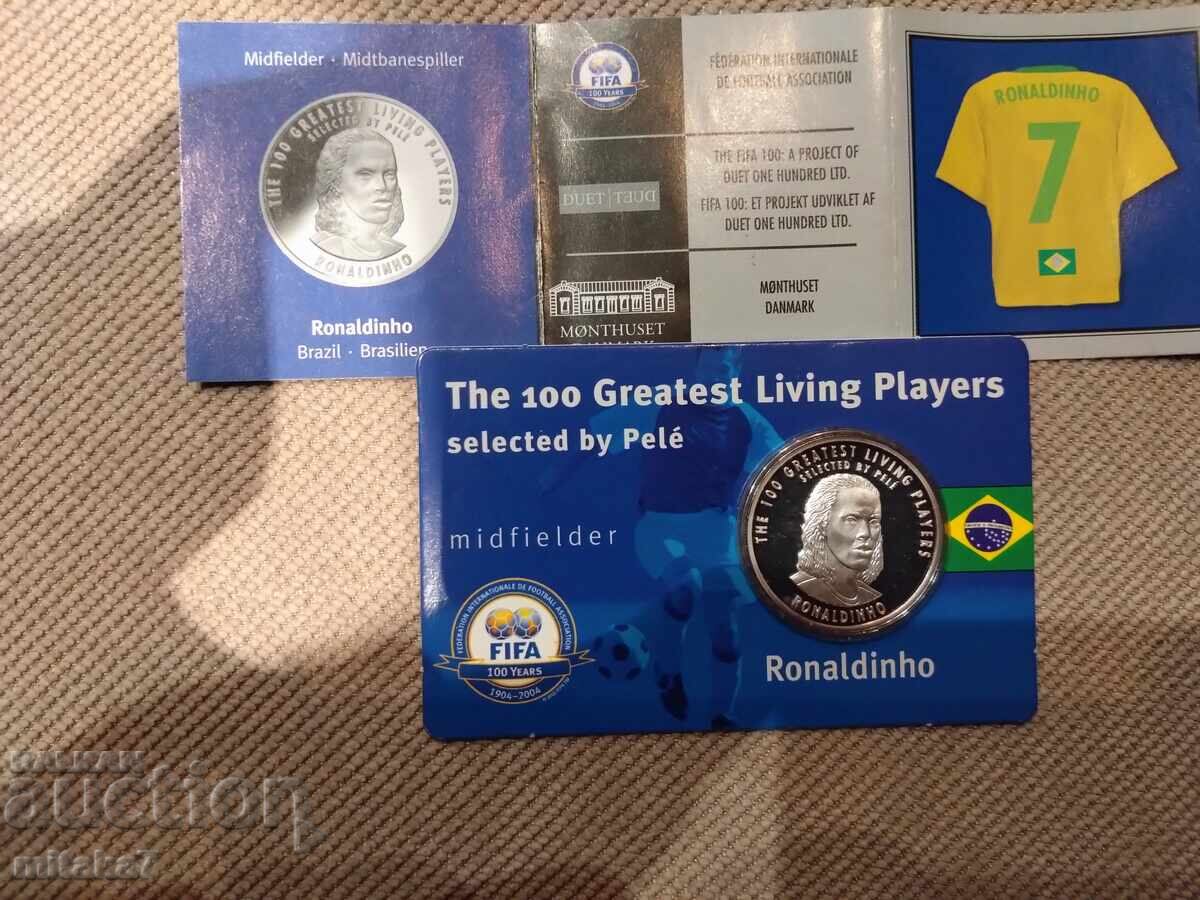 Midfielder · Midtbanespiller
THE 100 GREATEST LIVING PLAYERS
SELECTED BY PELÉ
RONALDINHO
Ronaldinho
Brazil · Brasilien
FIFA
100 YEARS
DUET
MØNTHUSET
DANMARK
FÉDÉRATION INTERNATIONALE
DE FOOTBALL ASSOCIATION
THE FIFA 100: A PROJECT OF
DUET ONE HUNDRED LTD.
FIFA 100: ET PROJEKT UDVIKLET AF
DUET ONE HUNDRED LTD.
MØNTHUSET
DANMARK
RONALDINHO
7
The 100 Greatest Living Players
selected by Pelé
midfielder
FÉDÉRATION INTERNATIONALE DE FOOTBALL ASSOCIATION
FIFA
100 YEARS
1904-2004
THE 100 GREATEST LIVING PLAYERS
SELECTED BY PELÉ
RONALDINHO
Ronaldinho
БАЛКАН
auction
mitaka7